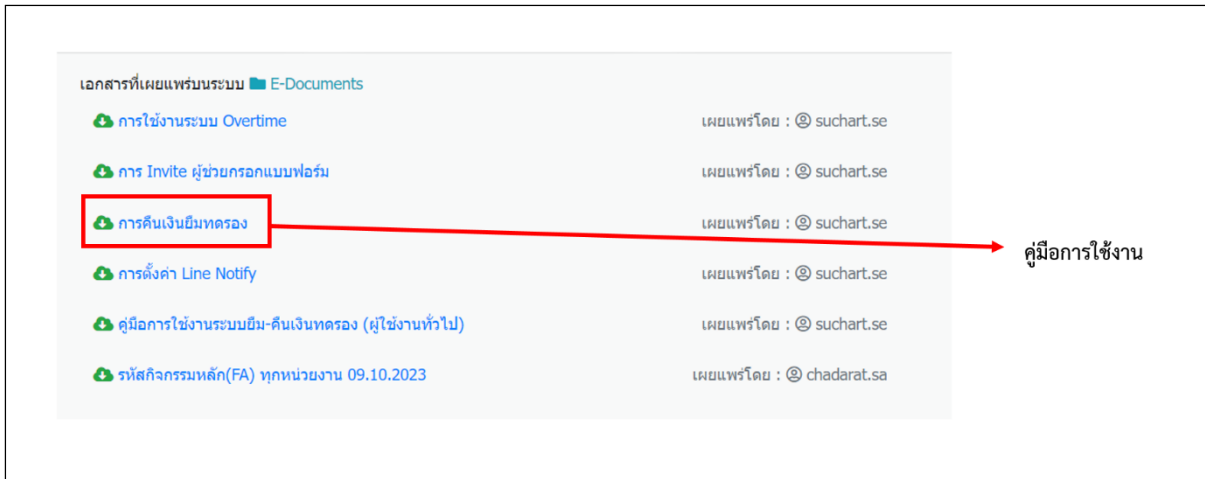 เอกสารที่เผยแพร่บนระบบ E-Documents
การใช้งานระบบ Overtime เผยแพร่โดย : suchart.se
การ Invite ผู้ช่วยกรอกแบบฟอร์ม เผยแพร่โดย : suchart.se
การคืนเงินยืมทดรอง เผยแพร่โดย : suchart.se
คู่มือการใช้งาน
การตั้งค่า Line Notify เผยแพร่โดย : suchart.se
คู่มือการใช้งานระบบยืม-คืนเงินทดรอง (ผู้ใช้งานทั่วไป) เผยแพร่โดย : suchart.se
รหัสกิจกรรมหลัก(FA) ทุกหน่วยงาน 09.10.2023 เผยแพร่โดย : chadarat.sa